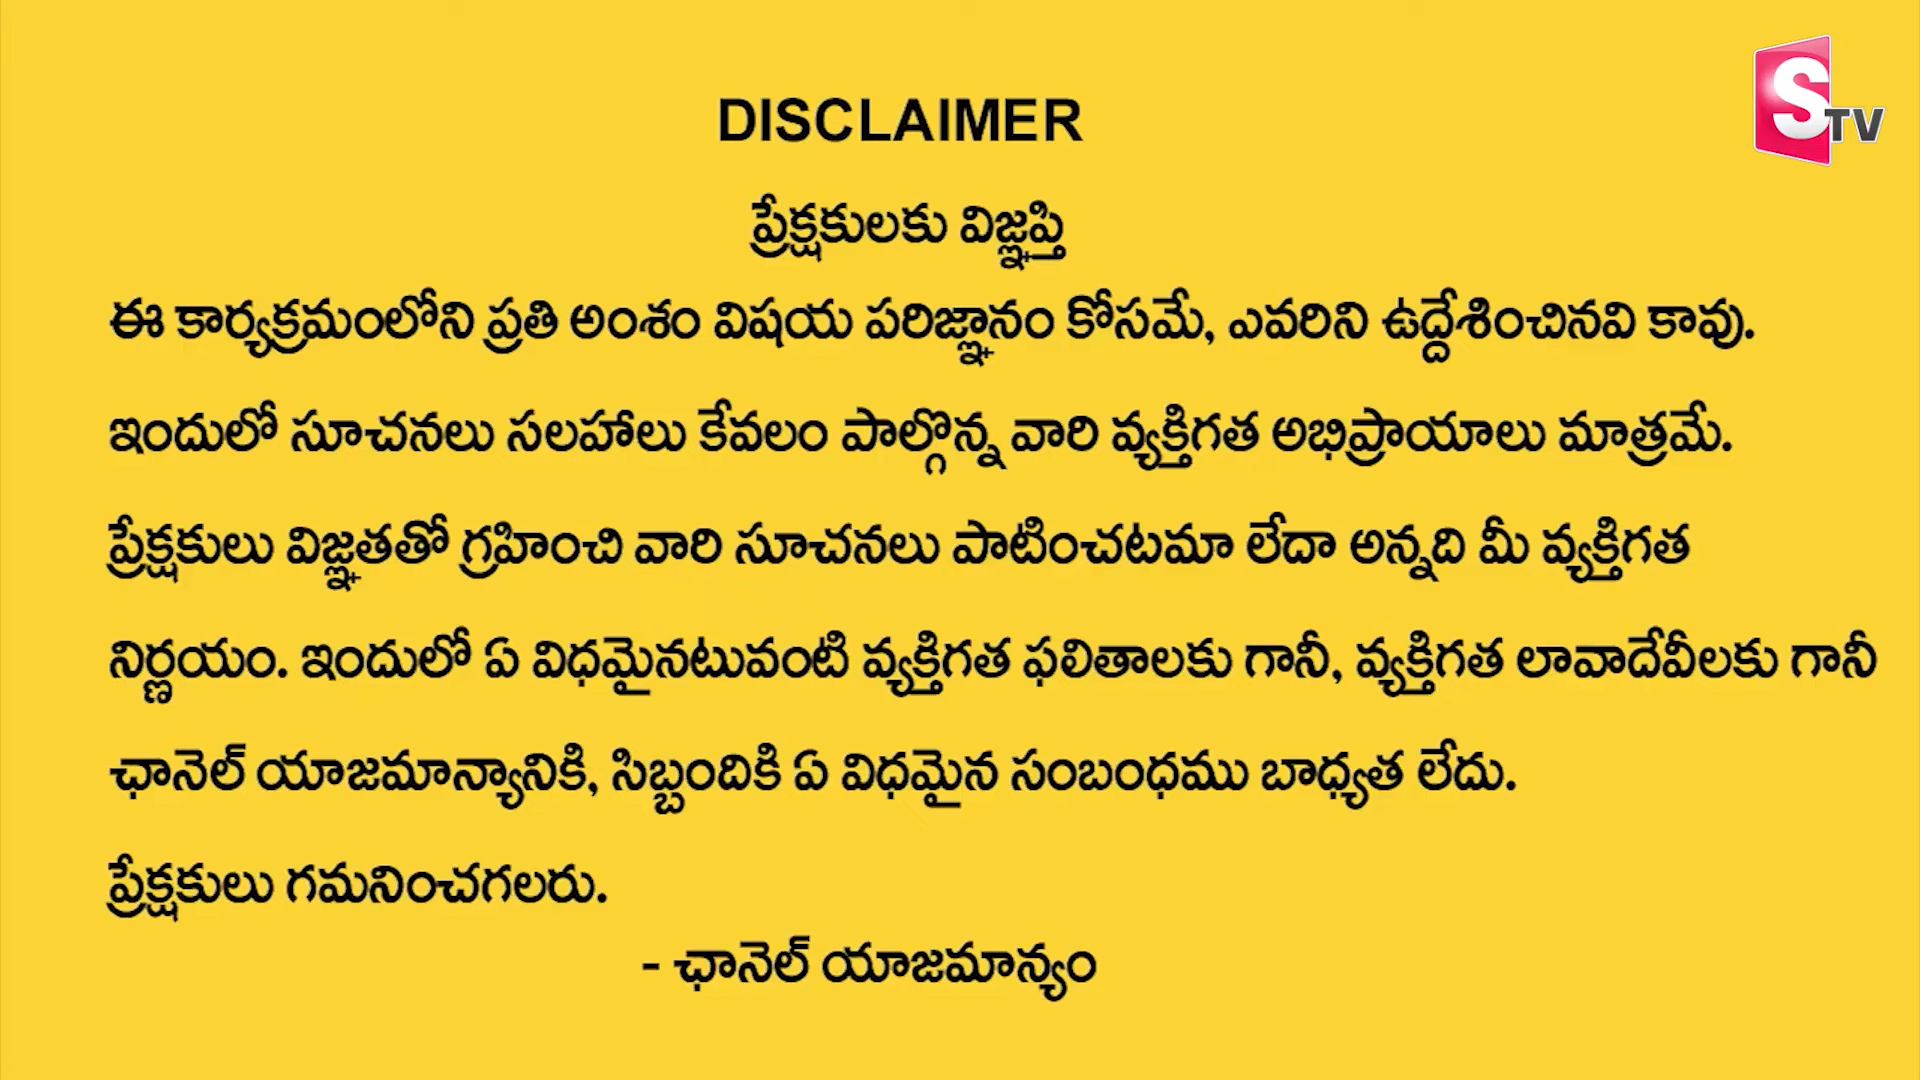 S TV
DISCLAIMER
ప్రేక్షకులకు విజ్ఞప్తి
ఈ కార్యక్రమంలోని ప్రతి అంశం విషయ పరిజ్ఞానం కోసమే, ఎవరిని ఉద్దేశించినవి కావు.
ఇందులో సూచనలు సలహాలు కేవలం పాల్గొన్న వారి వ్యక్తిగత అభిప్రాయాలు మాత్రమే.
ప్రేక్షకులు విజ్ఞతతో గ్రహించి వారి సూచనలు పాటించటమా లేదా అన్నది మీ వ్యక్తిగత
నిర్ణయం. ఇందులో ఏ విధమైనటువంటి వ్యక్తిగత ఫలితాలకు గానీ, వ్యక్తిగత లావాదేవీలకు గానీ
ఛానెల్ యాజమాన్యానికి, సిబ్బందికి ఏ విధమైన సంబంధము బాధ్యత లేదు.
ప్రేక్షకులు గమనించగలరు.
- ఛానెల్ యాజమాన్యం